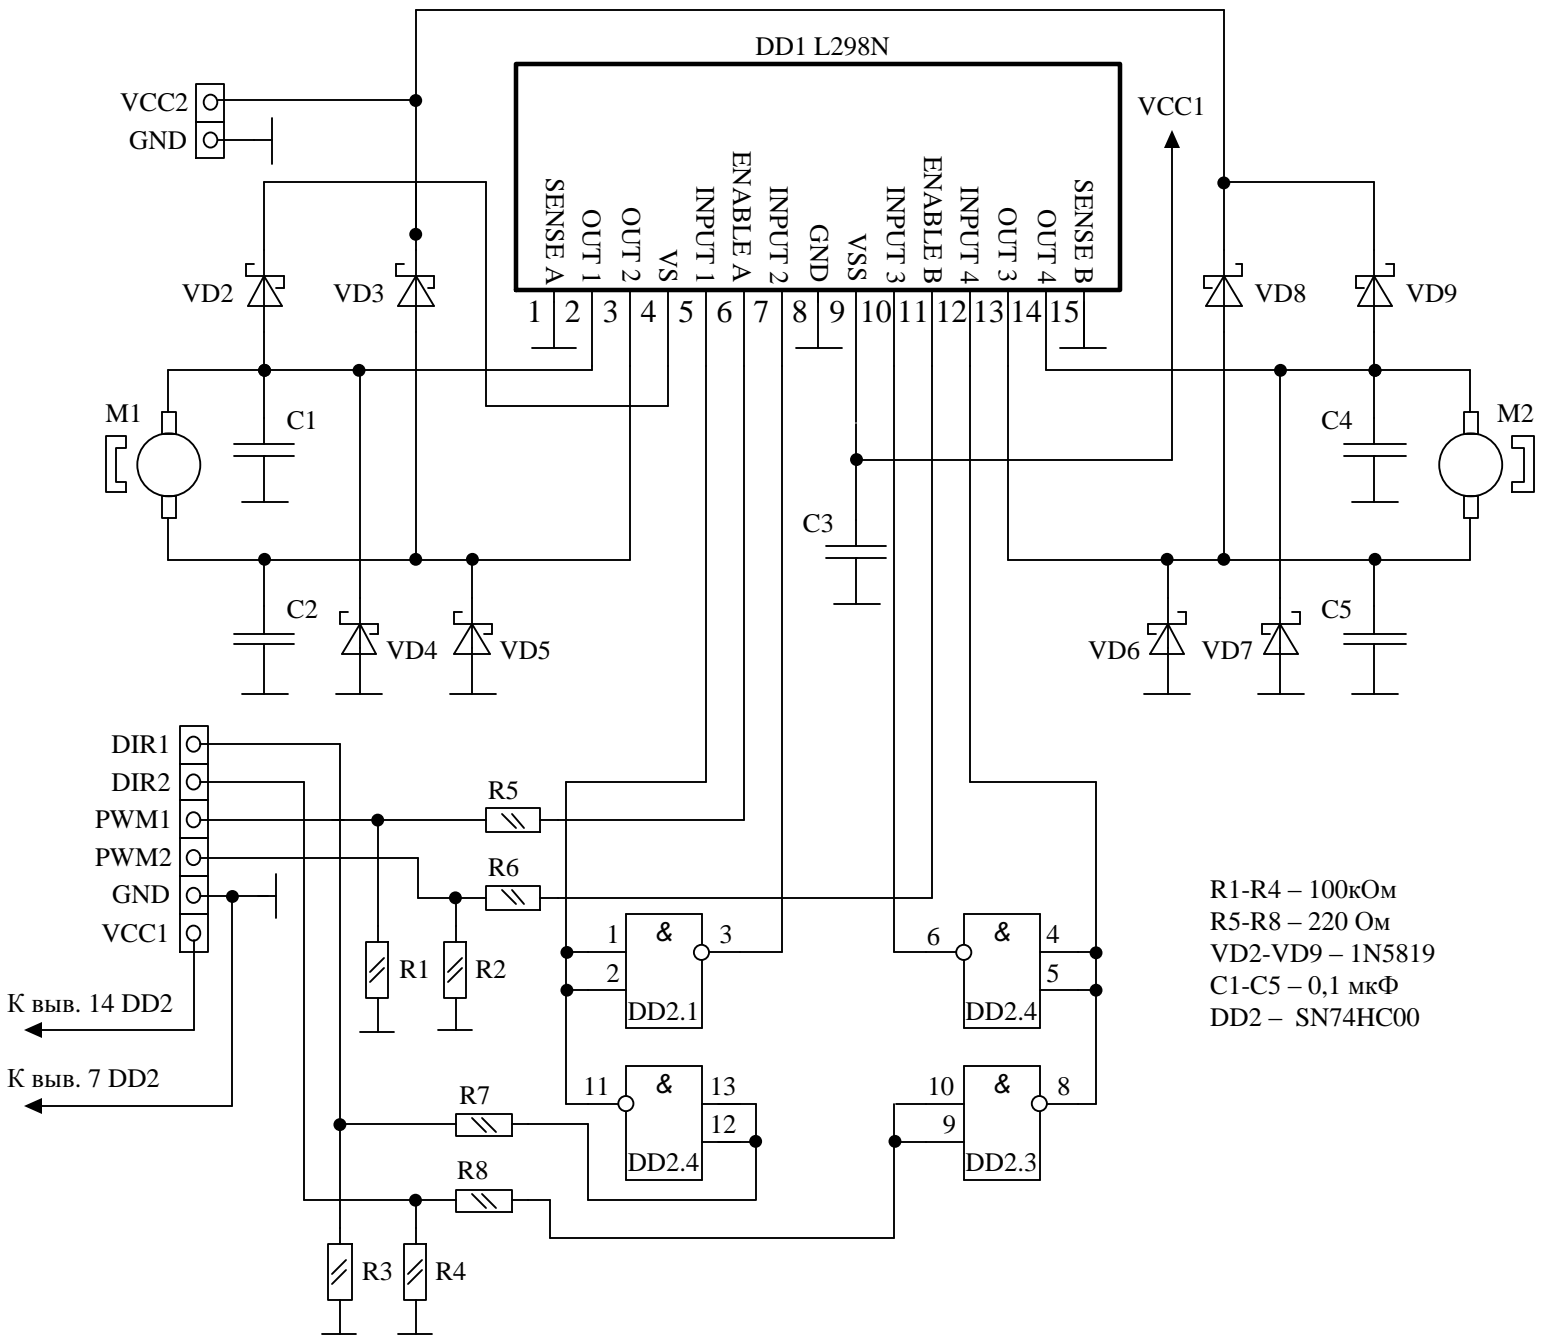 DD1 L298N
VCC2
GND
VCC1
SENSE A
OUT 1
OUT 2
VS
INPUT 1
ENABLE A
INPUT 2
GND
VSS
INPUT 3
ENABLE B
INPUT 4
OUT 3
OUT 4
SENSE B
1 2 3 4 5 6 7 8 9 10 11 12 13 14 15
VD2
VD3
VD8
VD9
M1
C1
C4
M2
C3
C2
VD4
VD5
VD6
VD7
C5
DIR1
DIR2
PWM1
PWM2
GND
VCC1
R5
R6
R1
R2
1
2
&
3
DD2.1
6
&
4
5
DD2.4
К выв. 14 DD2
К выв. 7 DD2
11
&
13
12
DD2.4
10
9
&
8
DD2.3
R7
R8
R3
R4
R1-R4 – 100кОм
R5-R8 – 220 Ом
VD2-VD9 – 1N5819
C1-C5 – 0,1 мкФ
DD2 – SN74HC00